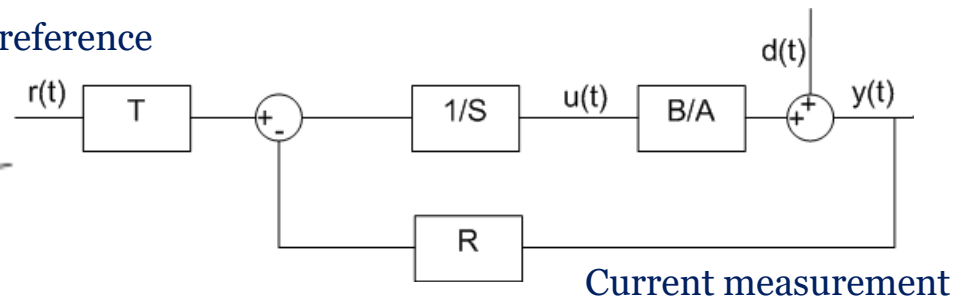 reference
d(t)
r(t)
T
+
-
1/S
u(t)
B/A
+
+
y(t)
R
Current measurement